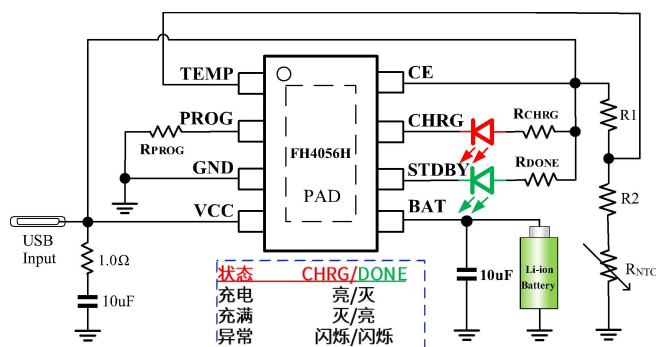 TEMP
CE
PROG
CHRG
RCHRG
R1
RPROG
FH4056H
GND
STDBY
RDONE
PAD
R2
VCC
BAT
USB
Input
1.0Ω
10uF
10uF
Li-ion
Battery
RNTC
状态 CHRG/DONE
充电 亮/灭
充满 灭/亮
异常 闪烁/闪烁